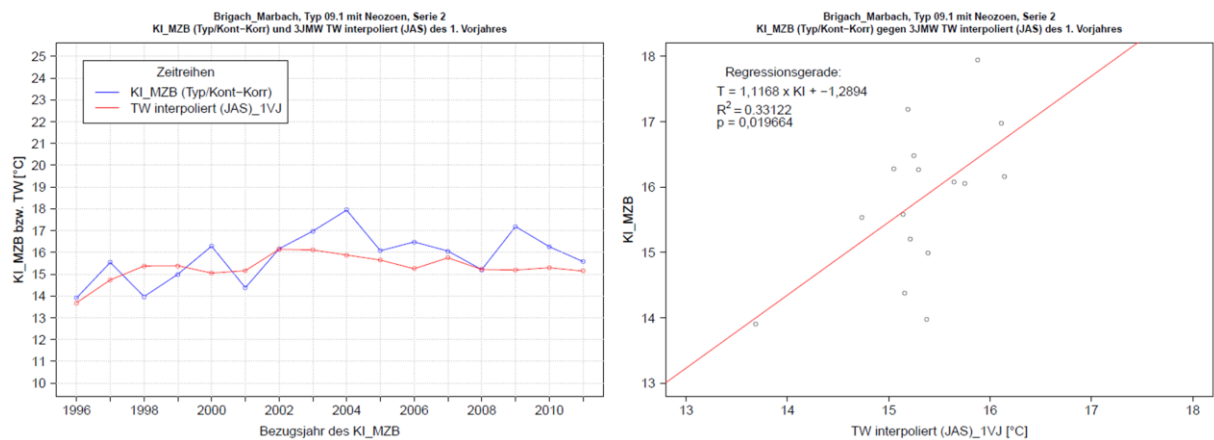 Brigach_Marbach, Typ 09.1 mit Neozoen, Serie 2
KI_MZB (Typ/Kont−Korr) und 3JMW TW interpoliert (JAS) des 1. Vorjahres
KI_MZB bzw. TW [°C]
25
24
23
22
21
20
19
18
17
16
15
14
13
12
11
10
Zeitreihen
KI_MZB (Typ/Kont−Korr)
TW interpoliert (JAS)_1VJ
1996 1998 2000 2002 2004 2006 2008 2010
Bezugsjahr des KI_MZB
Brigach_Marbach, Typ 09.1 mit Neozoen, Serie 2
KI_MZB (Typ/Kont−Korr) gegen 3JMW TW interpoliert (JAS) des 1. Vorjahres
KI_MZB
18
17
16
15
14
13
Regressionsgerade:
T = 1,1168 x KI + −1,2894
R² = 0.33122
p = 0,019664
13 14 15 16 17 18
TW interpoliert (JAS)_1VJ [°C]